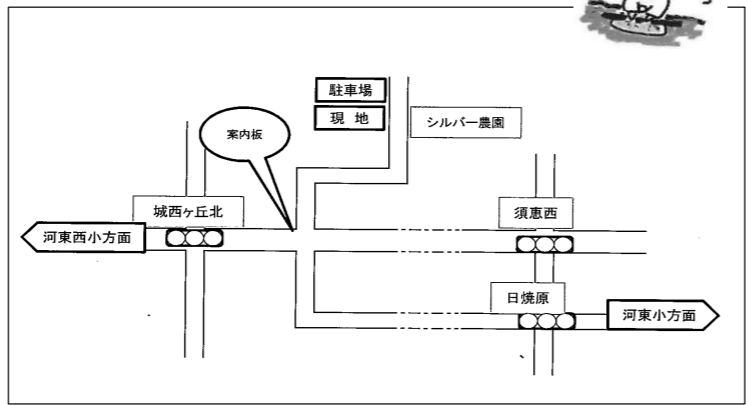 駐車場
現 地
シルバー農園
案内板
城西ヶ丘北
須恵西
河東西小方面
日焼原
河東小方面